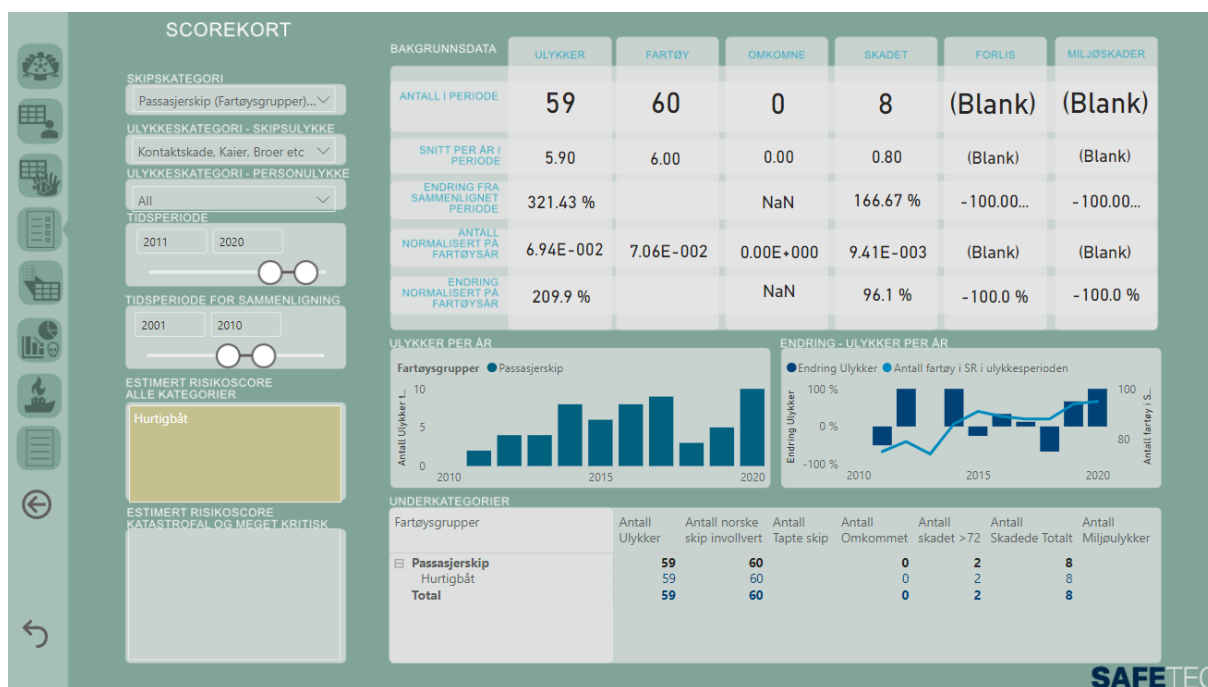 SCOREKORT
SKIPSKATEGORI
Passasjerskip (Fartøysgrupper)...
ULYKKESKATEGORI - SKIPSULYKKE
Kontaktskade, Kaier, Broer etc
ULYKKESKATEGORI - PERSONULYKKE
All
TIDSPERIODE
2011 2020
TIDSPERIODE FOR SAMMENLIGNING
2001 2010
ESTIMERT RISIKOSCORE
ALLE KATEGORIER
Hurtigbåt
ESTIMERT RISIKOSCORE
KATASTROFAL OG MEGET KRITISK
BAKGRUNNSDATA ULYKKER FARTØY OMKOMNE SKADET FORLIS MILJØSKADER
ANTALL I PERIODE 59 60 0 8 (Blank) (Blank)
SNITT PER ÅR I
PERIODE 5.90 6.00 0.00 0.80 (Blank) (Blank)
ENDRING FRA
SAMMENLIGNET
PERIODE 321.43 % NaN 166.67 % -100.00... -100.00...
ANTALL
NORMALISERT PÅ
FARTØYSÅR 6.94E-002 7.06E-002 0.00E+000 9.41E-003 (Blank) (Blank)
ENDRING
NORMALISERT PÅ
FARTØYSÅR 209.9 % NaN 96.1 % -100.0 % -100.0 %
ULYKKER PER ÅR
Fartøysgrupper Passasjerskip
Antall Ulykker t...
10
5
0
2010 2015 2020
ENDRING - ULYKKER PER ÅR
Endring Ulykker Antall fartøy i SR i ulykkesperioden
Endring Ulykker
100 %
0 %
-100 %
2010 2015 2020
100
80
Antall fartøy i S...
UNDERKATEGORIER
Fartøysgrupper Antall Antall norske Antall Antall Antall Antall Antall
Ulykker skip involvert Tapte skip Omkommet skadet >72 Skadede Totalt Miljøulykker
Passasjerskip 59 60 0 2 8
Hurtigbåt 59 60 0 2 8
Total 59 60 0 2 8
SAFETEC